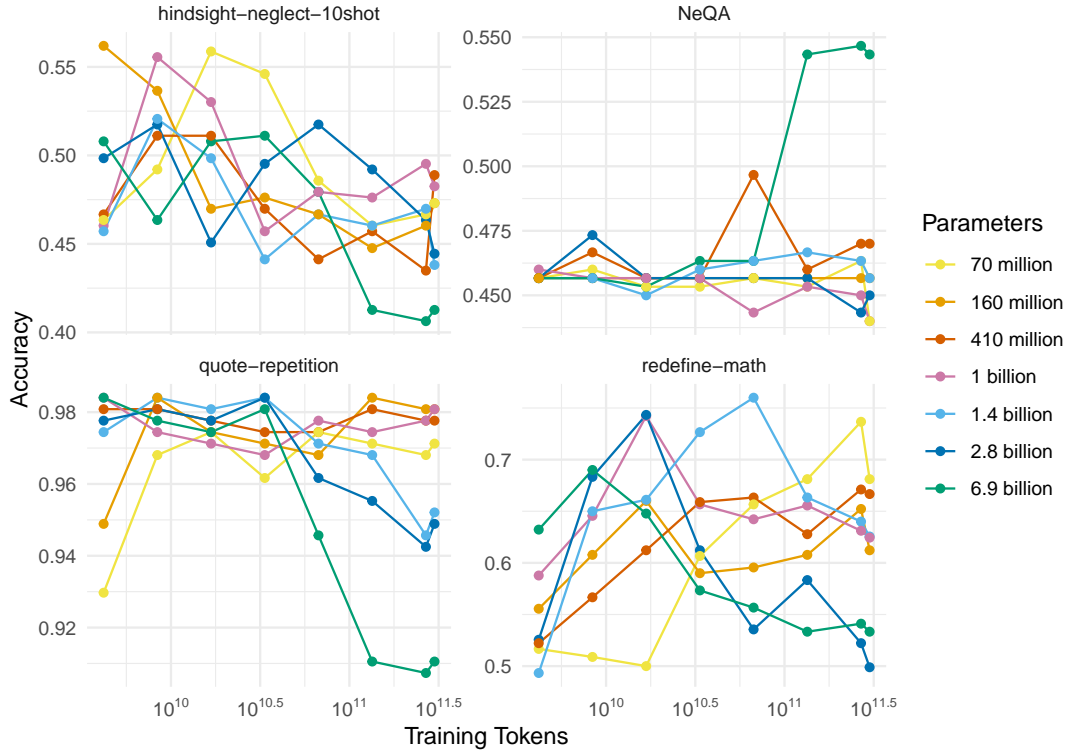 hindsight−neglect−10shot
NeQA
0.55
0.50
0.45
0.40
0.550
0.525
0.500
0.475
0.450
Accuracy
quote−repetition
redefine−math
0.98
0.96
0.94
0.92
0.7
0.6
0.5
10^10
10^10.5
10^11
10^11.5
10^10
10^10.5
10^11
10^11.5
Training Tokens
Parameters
70 million
160 million
410 million
1 billion
1.4 billion
2.8 billion
6.9 billion